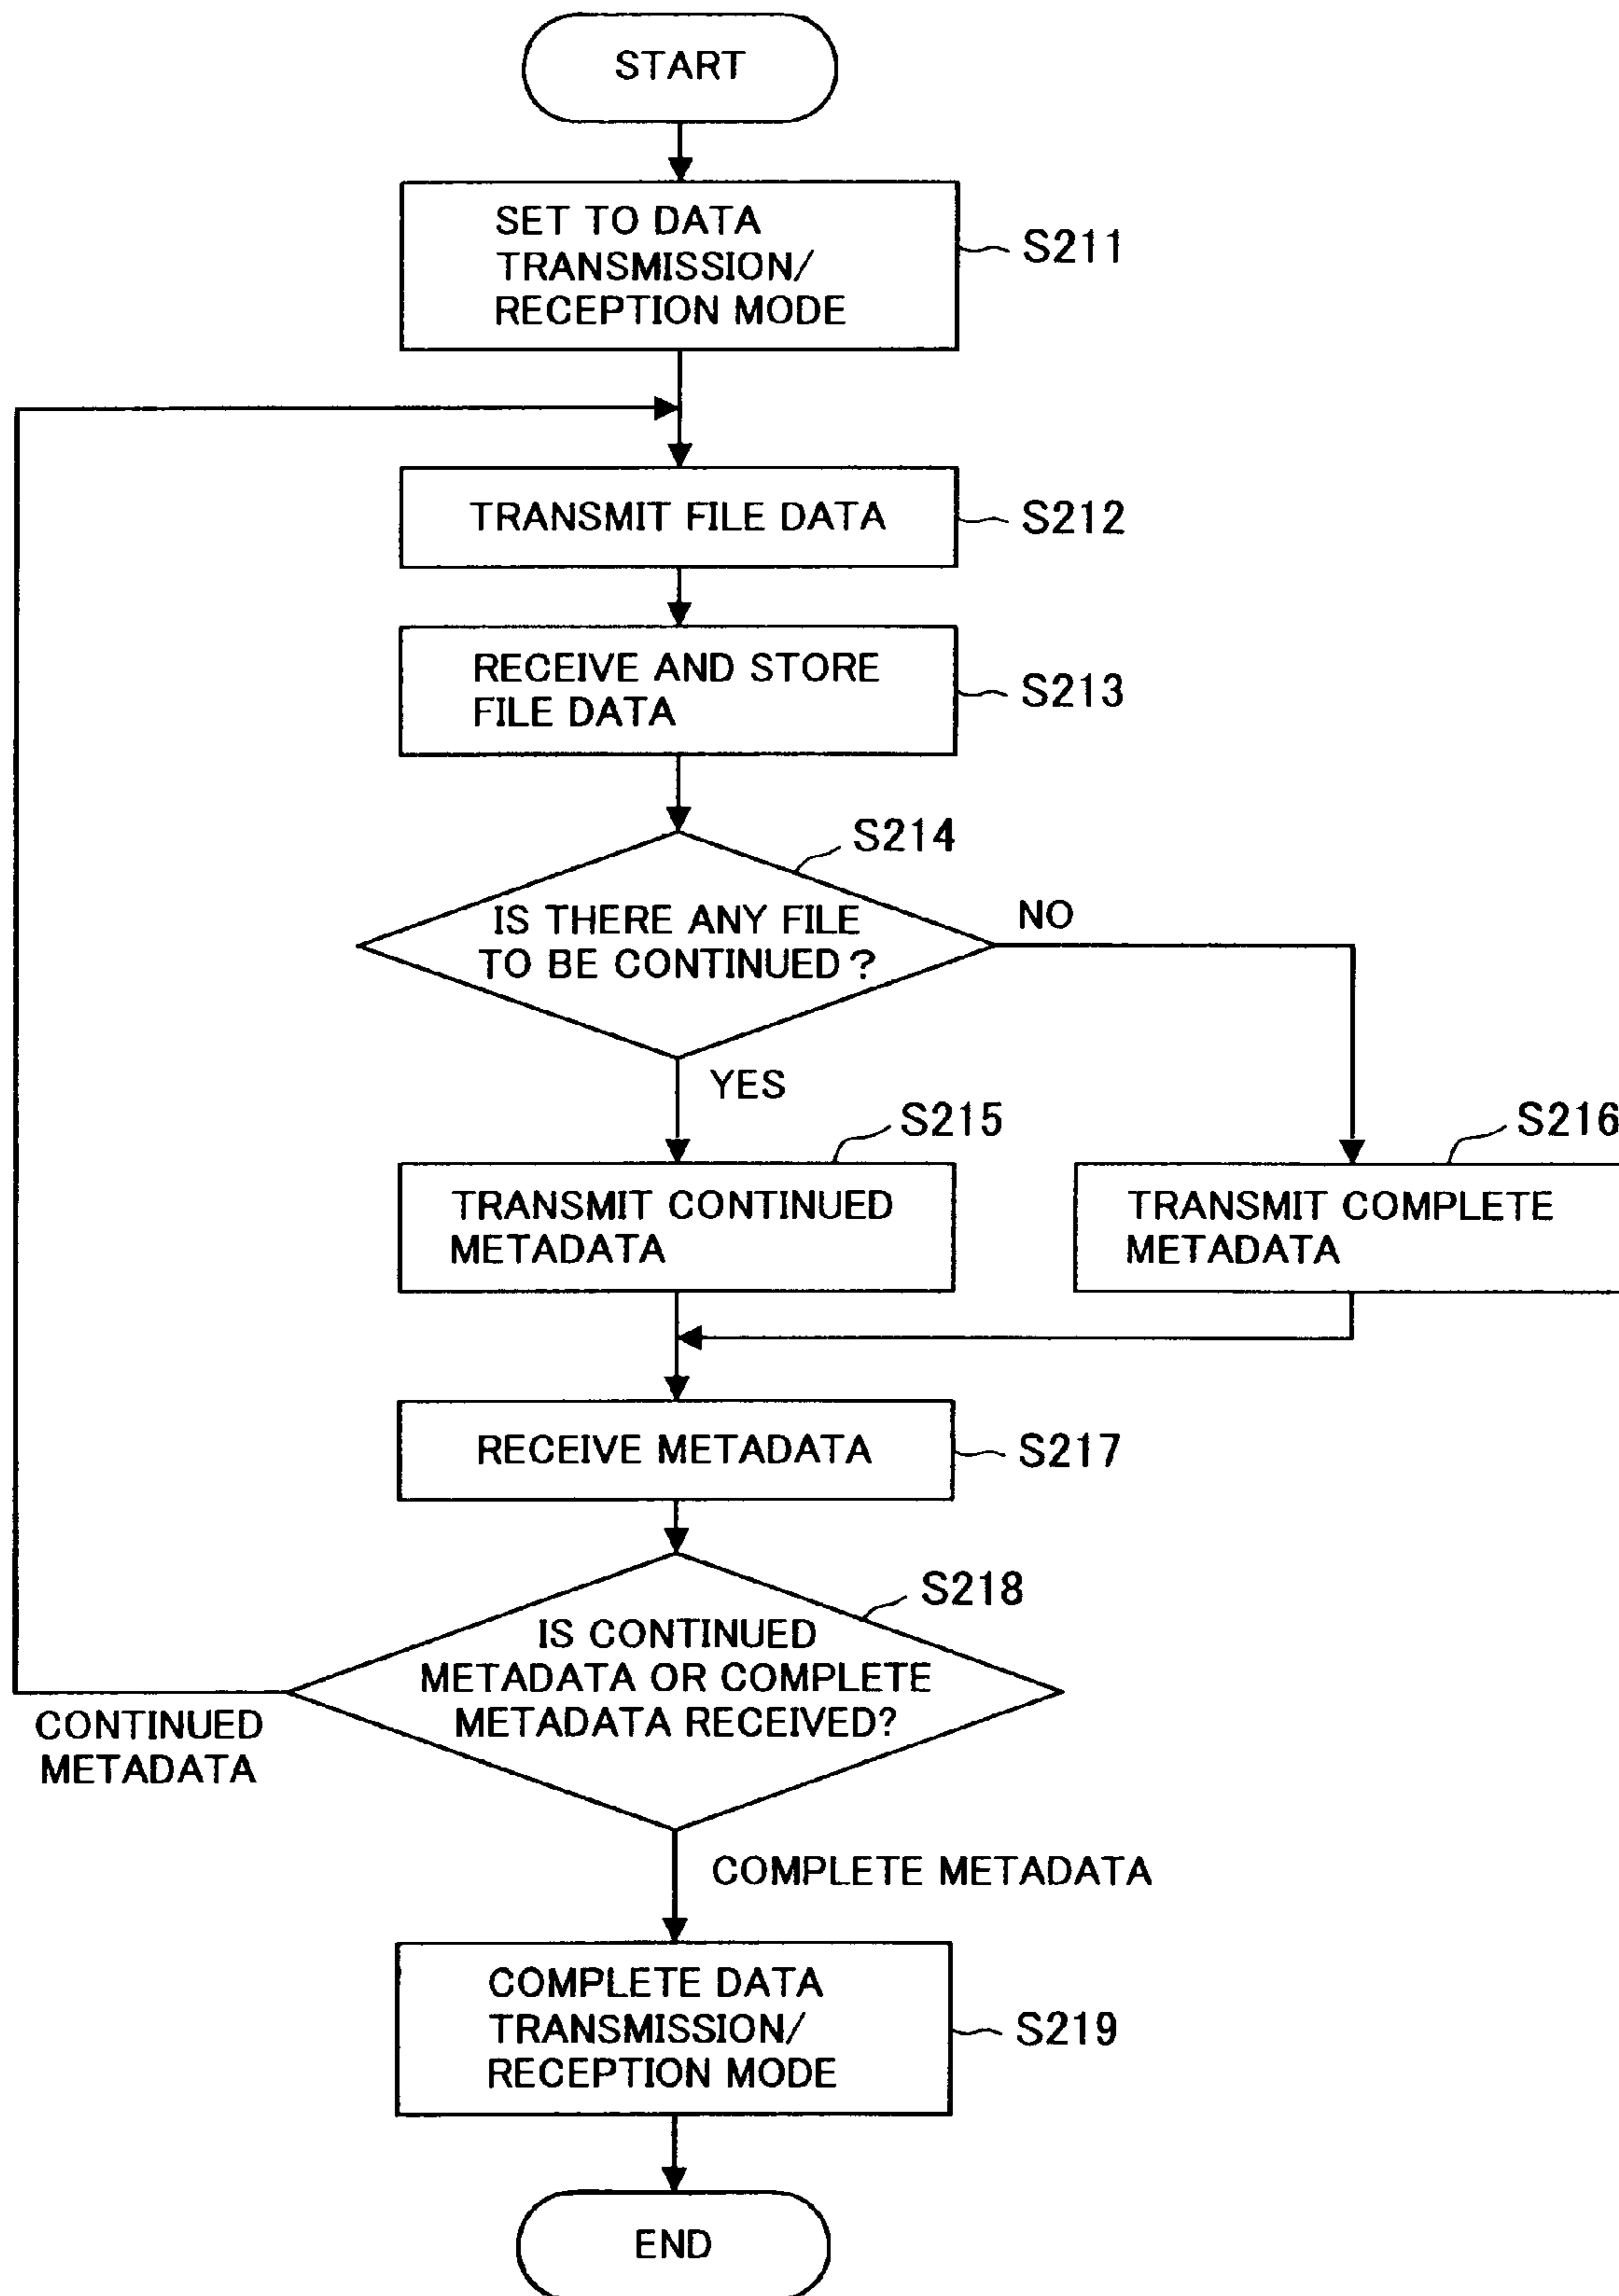 START
SET TO DATA
TRANSMISSION/
RECEPTION MODE
S211
TRANSMIT FILE DATA
S212
RECEIVE AND STORE
FILE DATA
S213
S214
IS THERE ANY FILE
TO BE CONTINUED?
NO
YES
S215
TRANSMIT CONTINUED
METADATA
S216
TRANSMIT COMPLETE
METADATA
RECEIVE METADATA
S217
S218
IS CONTINUED
METADATA OR COMPLETE
METADATA RECEIVED?
CONTINUED
METADATA
COMPLETE METADATA
COMPLETE DATA
TRANSMISSION/
RECEPTION MODE
S219
END